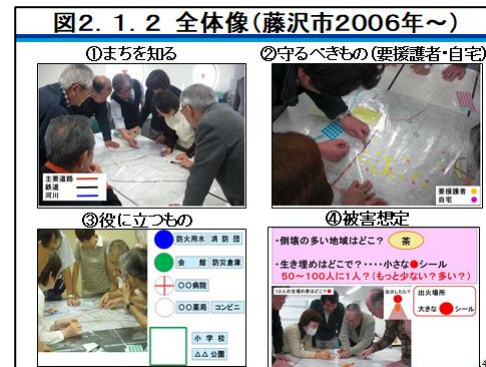 図2.1.2 全体像(藤沢市2006年～)
①まちを知る
主要道路
鉄道
河川
②守るべきもの(要援護者・自宅)
要援護者
自宅
③役に立つもの
防火用水 消防団
会館 防災倉庫
〇〇病院
〇〇薬局 コンビニ
小学校
△△公園
④被害想定
・倒壊の多い地域はどこ? 茶
・生き埋めはどこで?・・・・小さな●シール
50～100人に1人?(もっと少ない?多い?)
出火場所
大きな●シール
4